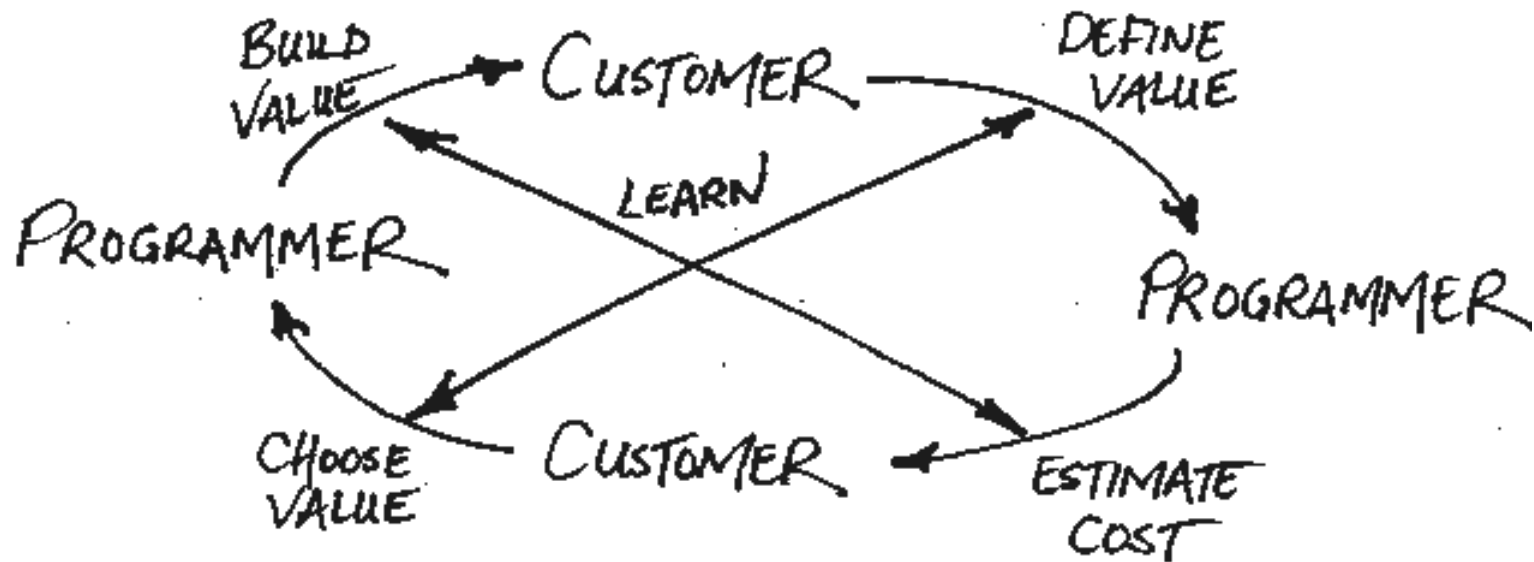 BUILD
VALUE
CUSTOMER
DEFINE
VALUE
LEARN
PROGRAMMER
PROGRAMMER
CHOOSE
VALUE
CUSTOMER
ESTIMATE
COST